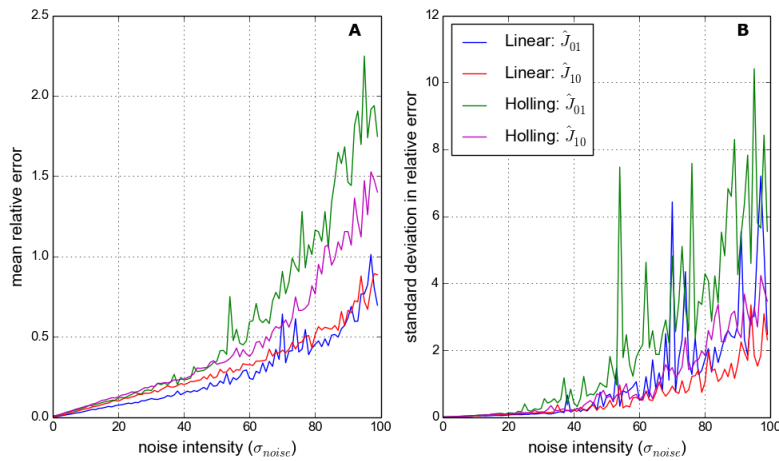 A
mean relative error
2.5
2.0
1.5
1.0
0.5
0.0
0 20 40 60 80 100
noise intensity (σ_noise)
B
standard deviation in relative error
12
10
8
6
4
2
0
0 20 40 60 80 100
noise intensity (σ_noise)
Linear: Ĵ₀₁
Linear: Ĵ₁₀
Holling: Ĵ₀₁
Holling: Ĵ₁₀